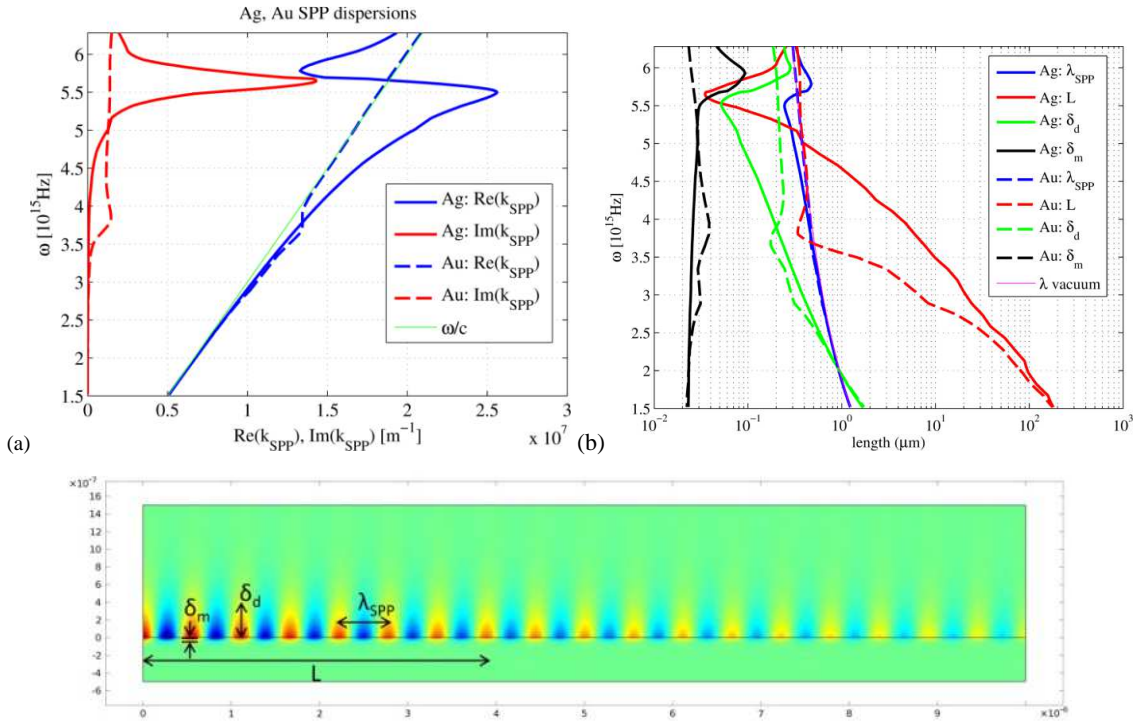 Ag, Au SPP dispersions
6
5.5
5
4.5
4
3.5
3
2.5
2
1.5
ω [10¹⁵Hz]
Ag: Re(k_SPP)
Ag: Im(k_SPP)
Au: Re(k_SPP)
Au: Im(k_SPP)
ω/c
0 0.5 1 1.5 2 2.5 3
x 10⁷
Re(k_SPP), Im(k_SPP) [m⁻¹]
(a)
6
5.5
5
4.5
4
3.5
3
2.5
2
1.5
ω [10¹⁵Hz]
Ag: λ_SPP
Ag: L
Ag: δ_d
Ag: δ_m
Au: λ_SPP
Au: L
Au: δ_d
Au: δ_m
λ vacuum
10⁻² 10⁻¹ 10⁰ 10¹ 10² 10³
length (μm)
(b)
×10⁻⁷
16
14
12
10
8
6
4
2
0
-2
-4
-6
δ_m
δ_d
λ_SPP
L
0 1 2 3 4 5 6 7 8 9
×10⁻⁶